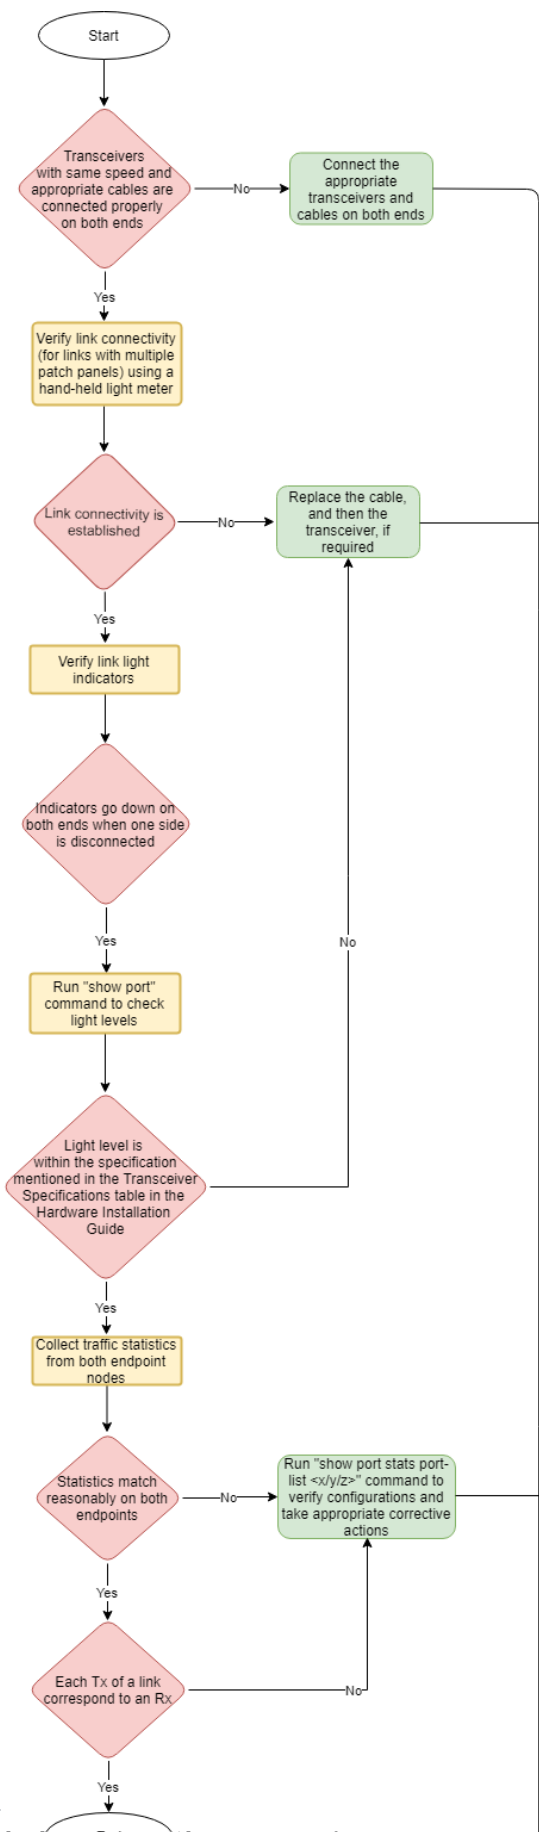 Start
Transceivers
with same speed and
appropriate cables are
connected properly
on both ends
No
Connect the
appropriate
transceivers and
cables on both ends
Yes
Verify link connectivity
(for links with multiple
patch panels) using a
hand-held light meter
Link connectivity is
established
No
Replace the cable,
and then the
transceiver, if
required
Yes
Verify link light
indicators
Indicators go down on
both ends when one side
is disconnected
Yes
No
Run "show port"
command to check
light levels
Light level is
within the specification
mentioned in the Transceiver
Specifications table in the
Hardware Installation
Guide
Yes
Collect traffic statistics
from both endpoint
nodes
Statistics match
reasonably on both
endpoints
No
Run "show port stats port-
list <x/y/z>" command to
verify configurations and
take appropriate corrective
actions
Yes
Each Tx of a link
correspond to an Rx
No
Yes